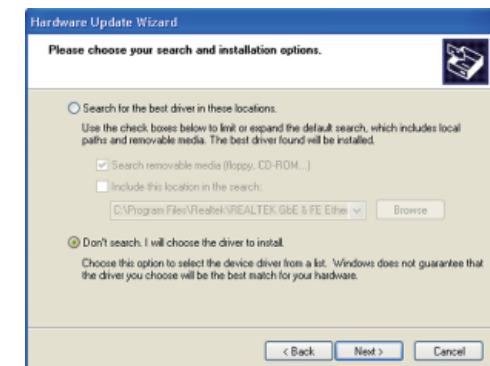 Hardware Update Wizard
Please choose your search and installation options.
Search for the best driver in these locations.
Use the check boxes below to limit or expand the default search, which includes local
paths and removable media. The best driver found will be installed.
Search removable media (floppy, CD-ROM...)
Include this location in the search:
C:\Program Files\Realtek\REALTEK GbE & FE Ether
Browse
Don't search. I will choose the driver to install.
Choose this option to select the device driver from a list. Windows does not guarantee that
the driver you choose will be the best match for your hardware.
< Back
Next >
Cancel